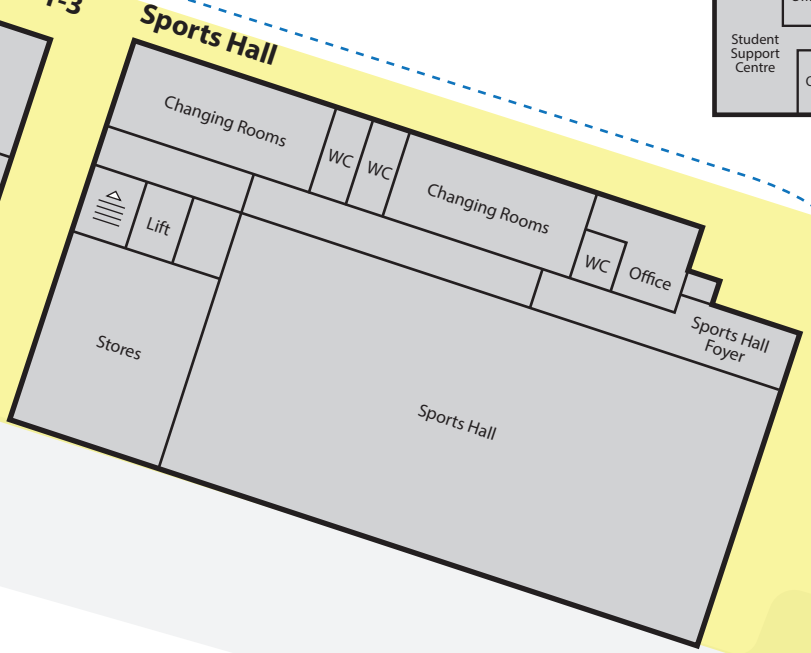 -3
Sports Hall
Student
Support
Centre
Changing Rooms
WC
WC
Changing Rooms
WC
Office
Lift
Sports Hall
Foyer
Stores
Sports Hall